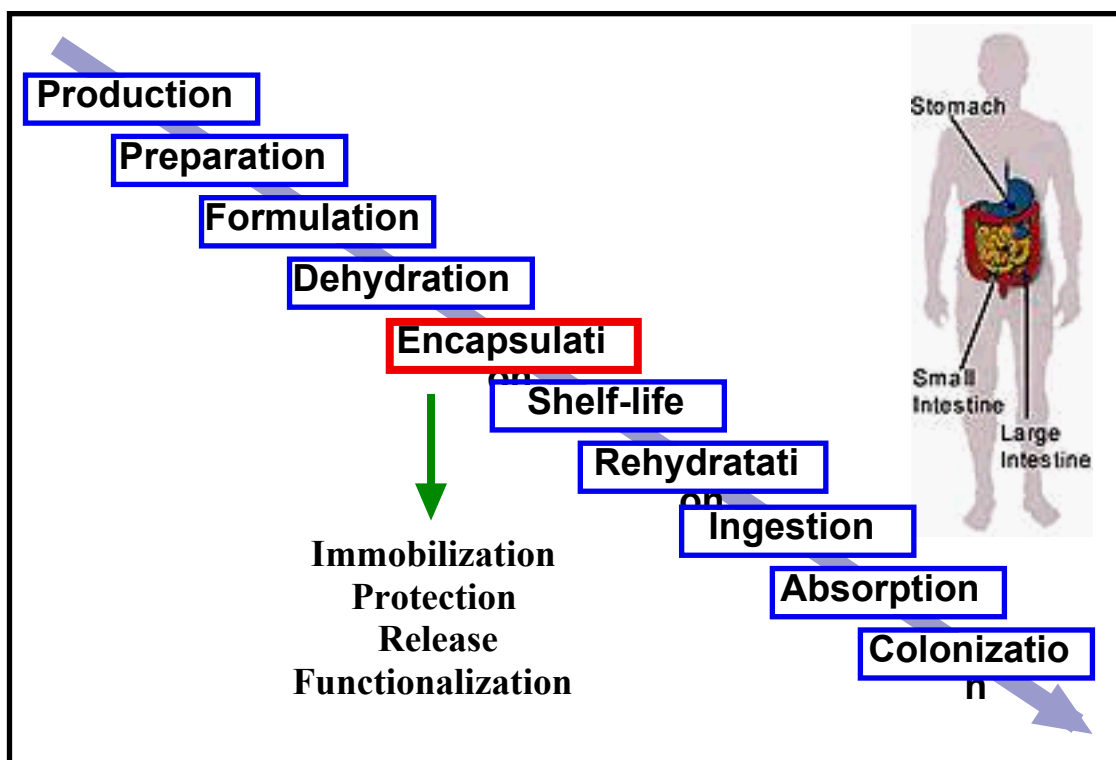 Production
Preparation
Formulation
Dehydration
Encapsulati
on
Shelf-life
Rehydratati
on
Ingestion
Absorption
Colonizatio
n
Immobilization
Protection
Release
Functionalization
Stomach
Small
Intestine
Large
Intestine